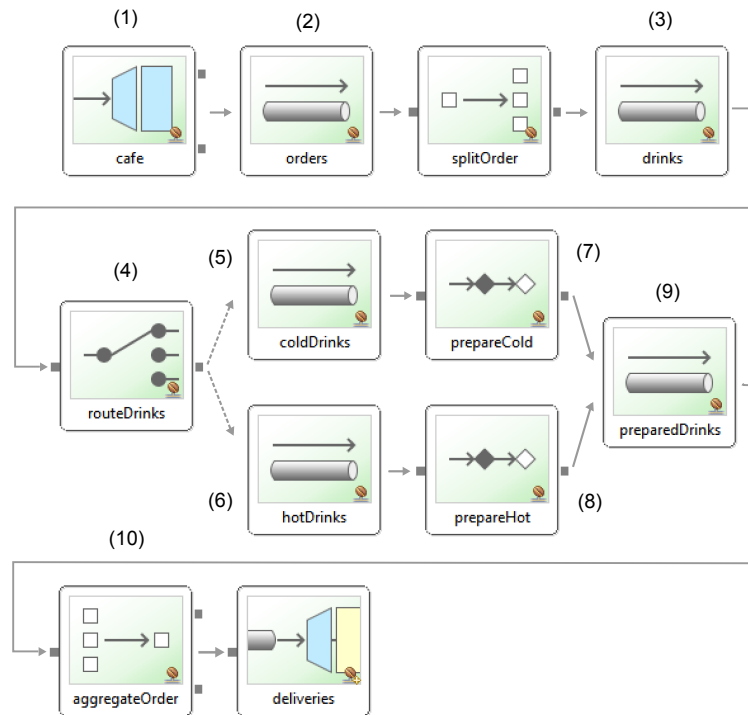 (1)
(2)
(3)
cafe
orders
splitOrder
drinks
(4)
(5)
(7)
(9)
coldDrinks
prepareCold
routeDrinks
preparedDrinks
(6)
hotDrinks
prepareHot
(8)
(10)
aggregateOrder
deliveries